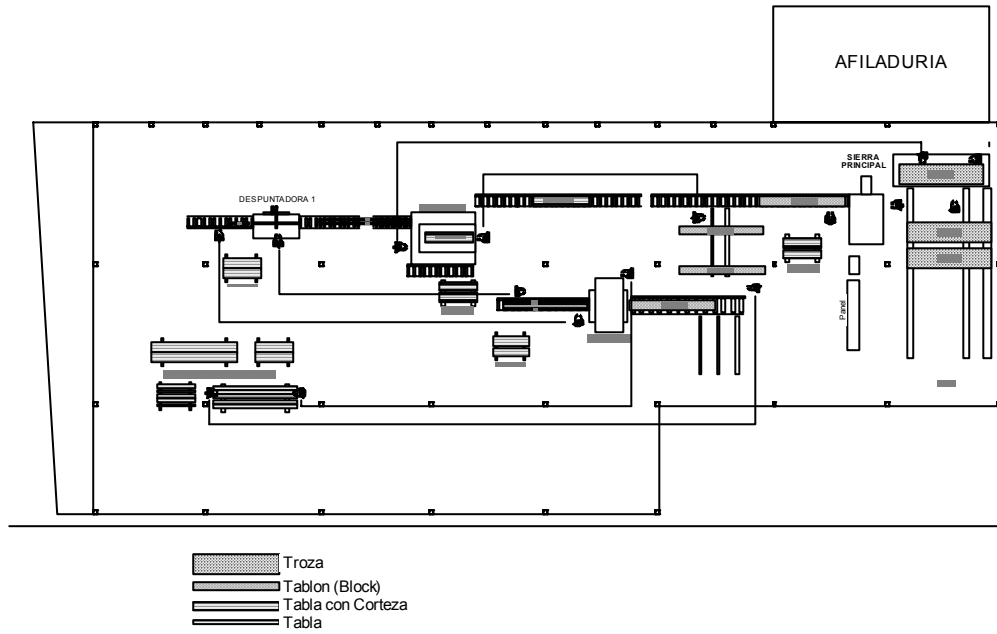 AFILADURIA
SIERRA
PRINCIPAL
DESPUNTADORA 1
Panel
Troza
Tablon (Block)
Tabla con Corteza
Tabla